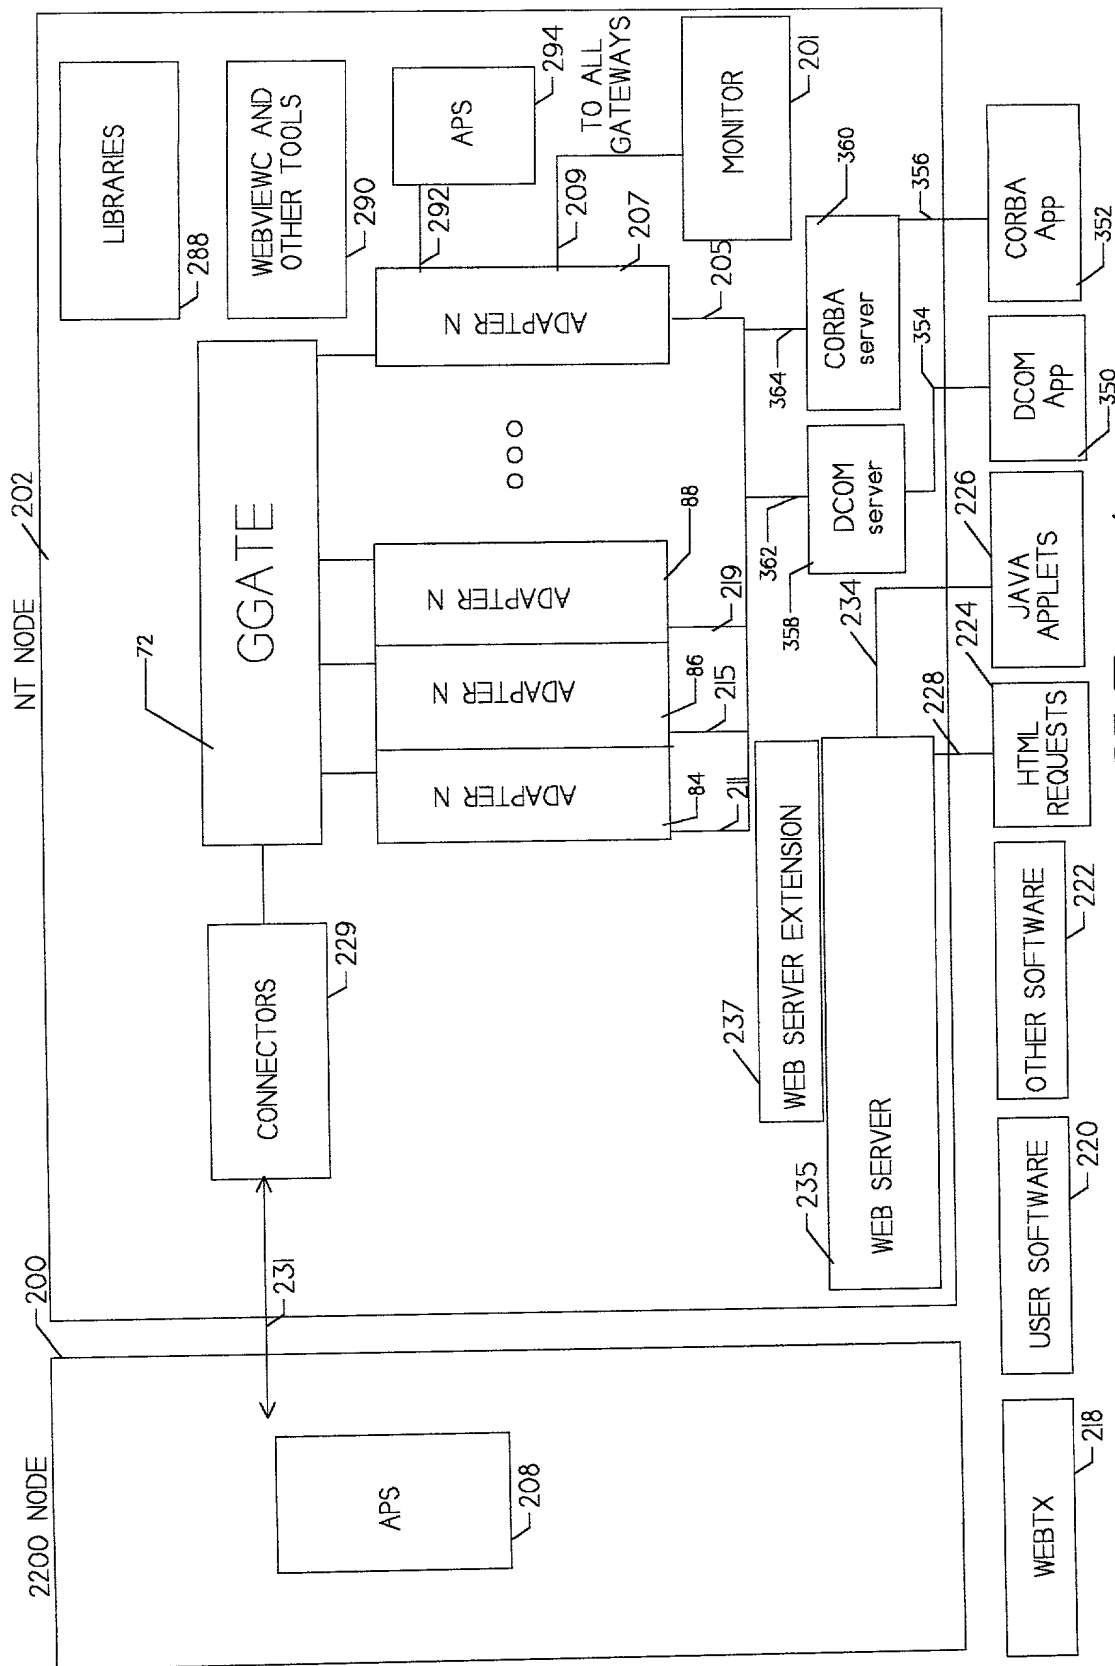 2200 NODE
200
NT NODE
202
APS
208
231
CONNECTORS
229
72
GGATE
LIBRARIES
288
WEBVIEWC AND
OTHER TOOLS
290
APS
294
292
TO ALL
GATEWAYS
209
207
ADAPTER N
84
211
ADAPTER N
86
215
ADAPTER N
88
219
ADAPTER N
205
MONITOR
201
237
WEB SERVER EXTENSION
235
WEB SERVER
234
228
362
358
DCOM
server
364
CORBA
server
360
354
356
WEBTX
218
USER SOFTWARE
220
OTHER SOFTWARE
222
HTML
REQUESTS
224
JAVA
APPLETS
226
DCOM
App
350
CORBA
App
352